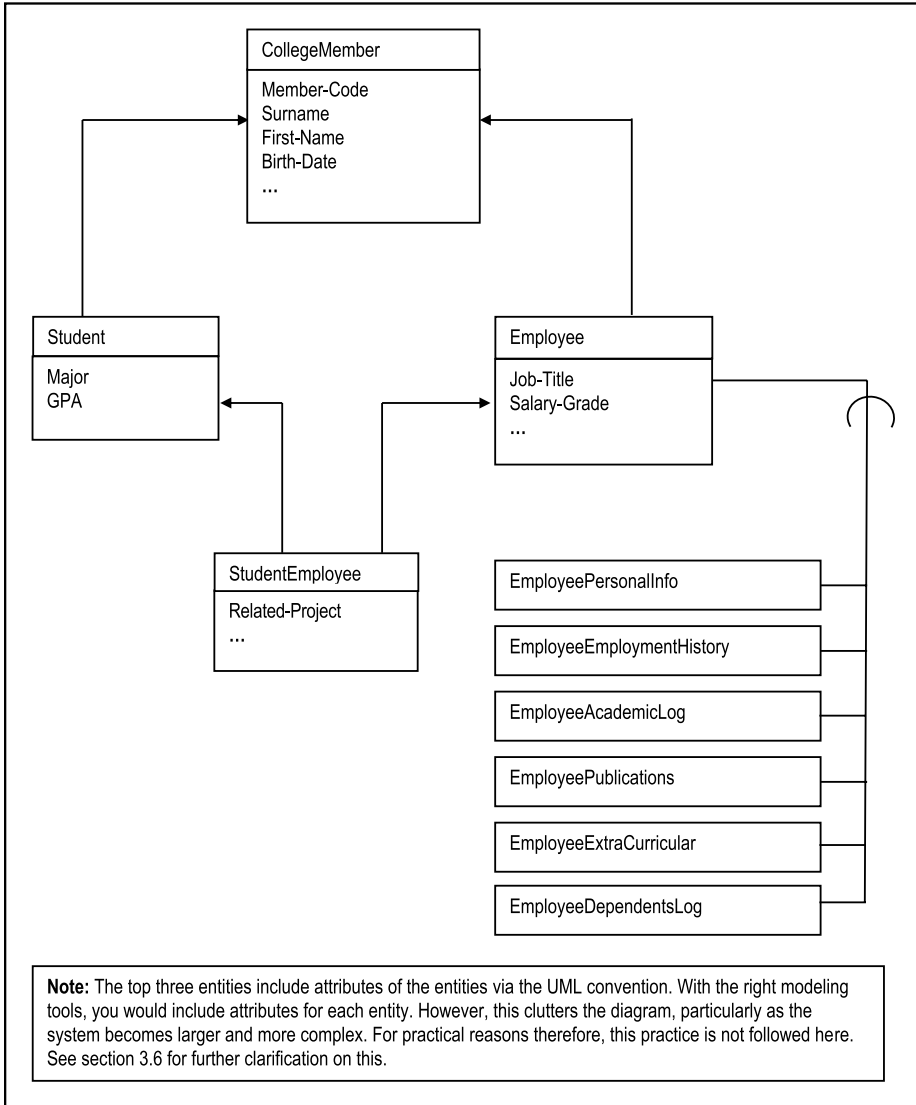 CollegeMember
Member-Code
Surname
First-Name
Birth-Date
...
Student
Major
GPA
Employee
Job-Title
Salary-Grade
...
StudentEmployee
Related-Project
...
EmployeePersonalInfo
EmployeeEmploymentHistory
EmployeeAcademicLog
EmployeePublications
EmployeeExtraCurricular
EmployeeDependentsLog
Note: The top three entities include attributes of the entities via the UML convention. With the right modeling
tools, you would include attributes for each entity. However, this clutters the diagram, particularly as the
system becomes larger and more complex. For practical reasons therefore, this practice is not followed here.
See section 3.6 for further clarification on this.